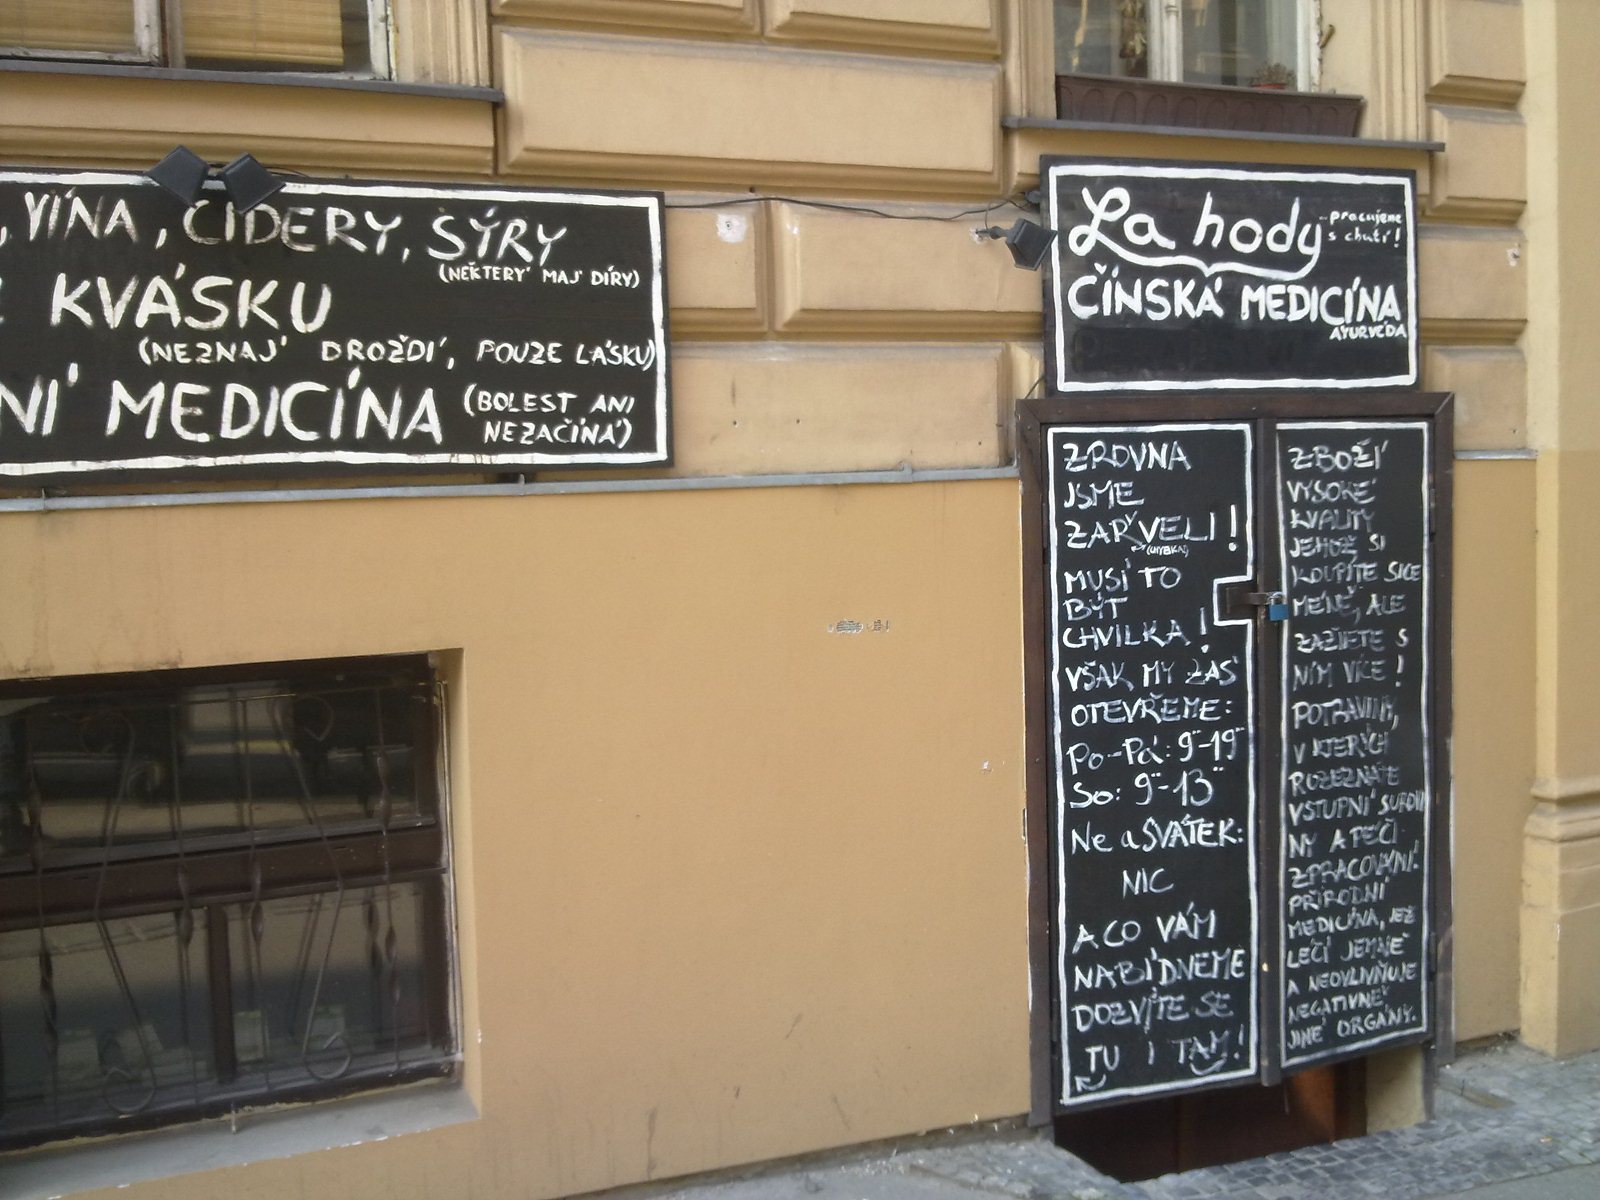 , VÍNA, CIDERY, SÝRY
(NĚKTERÝ MAJ DÍRY)
KVÁSKU
(NEZNAJÍ DROŽDÍ, POUZE LÁSKU)
NÍ MEDICÍNA (BOLEST ANI
NEZAČÍNÁ)
La hody ...pracujeme
s chutí!
ČÍNSKÁ MEDICÍNA
ÁYURVÉDA
ZROVNA
JSME
ZAŘVELI!
MUSÍ TO
BÝT
CHVILKA!
VŠAK MY ZAS
OTEVŘEME:
Po-Pá: 9-19
So: 9-13
Ne a SVÁTEK:
NIC
A CO VÁM
NABÍDNEME
DOZVÍTE SE
TU I TAM!
ZBOŽÍ
VYSOKÉ
KVALITY
JEHOŽ SI
KOUPÍTE SICE
MÉNĚ, ALE
ZAŽIJETE S
NÍM VÍCE!
POTRAVINY,
V KTERÝCH
ROZEZNÁTE
VSTUPNÍ SUROVI
NY A PÉČI
ZPRACOVÁNÍ!
PŘÍRODNÍ
MEDICÍNA, JEŽ
LÉČÍ JEMNĚ
A NEOVLIVŇUJE
NEGATIVNĚ
JINÉ ORGÁNY.